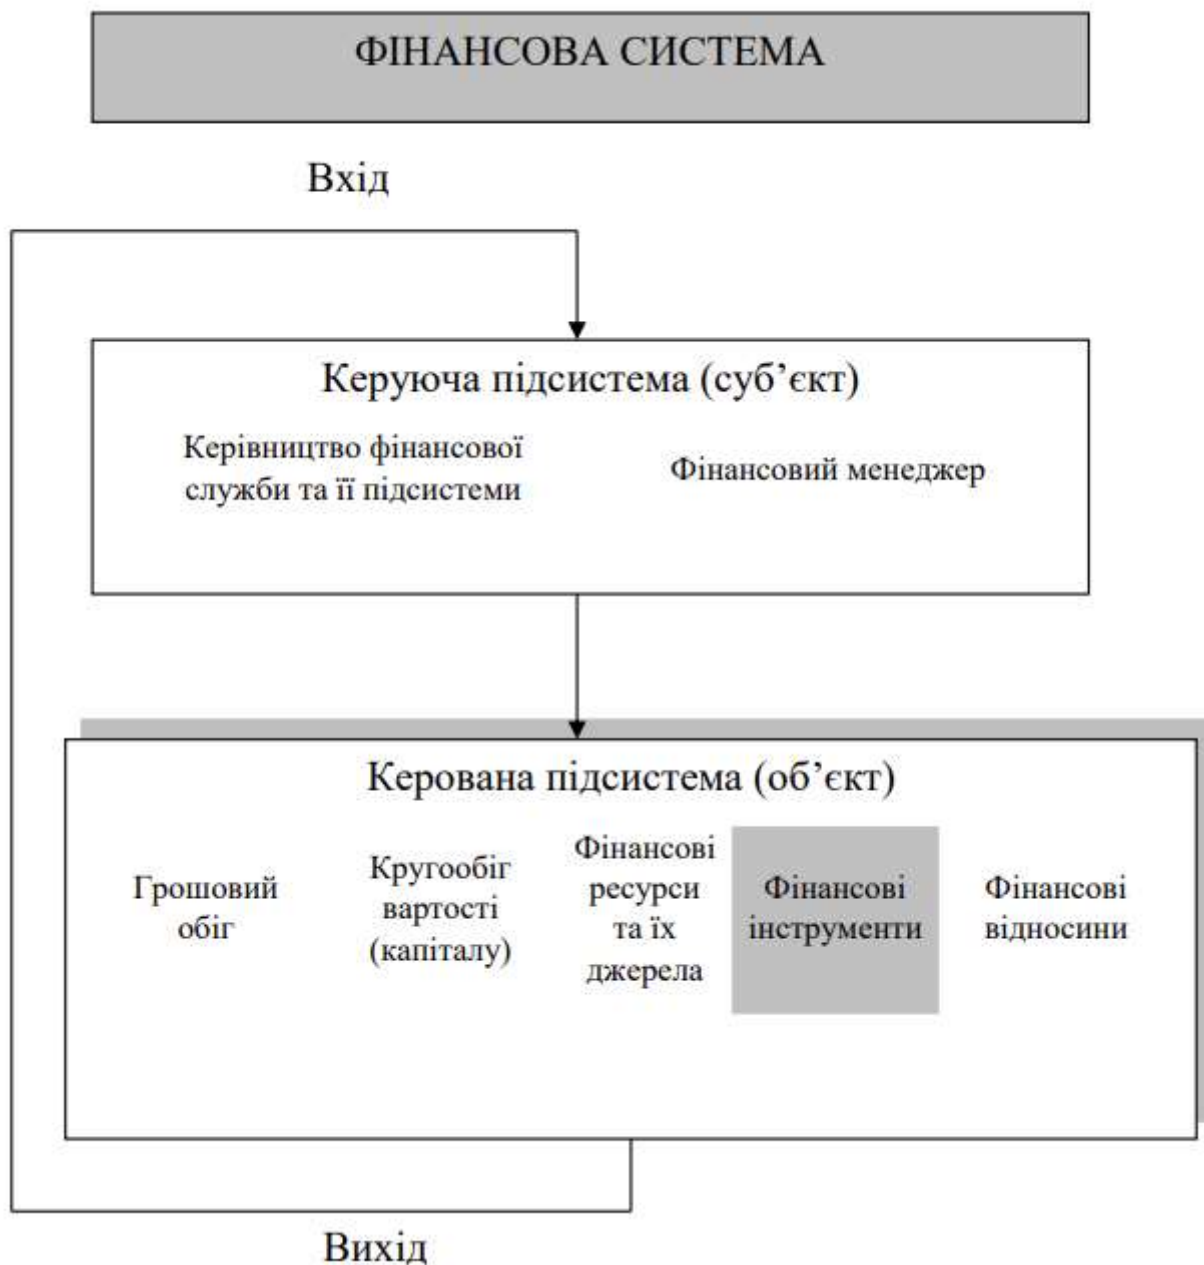 ФІНАНСОВА СИСТЕМА
Вхід
Керуюча підсистема (суб’єкт)
Керівництво фінансової
служби та її підсистеми
Фінансовий менеджер
Керована підсистема (об’єкт)
Грошовий
обіг
Кругообіг
вартості
(капіталу)
Фінансові
ресурси
та їх
джерела
Фінансові
інструменти
Фінансові
відносини
Вихід